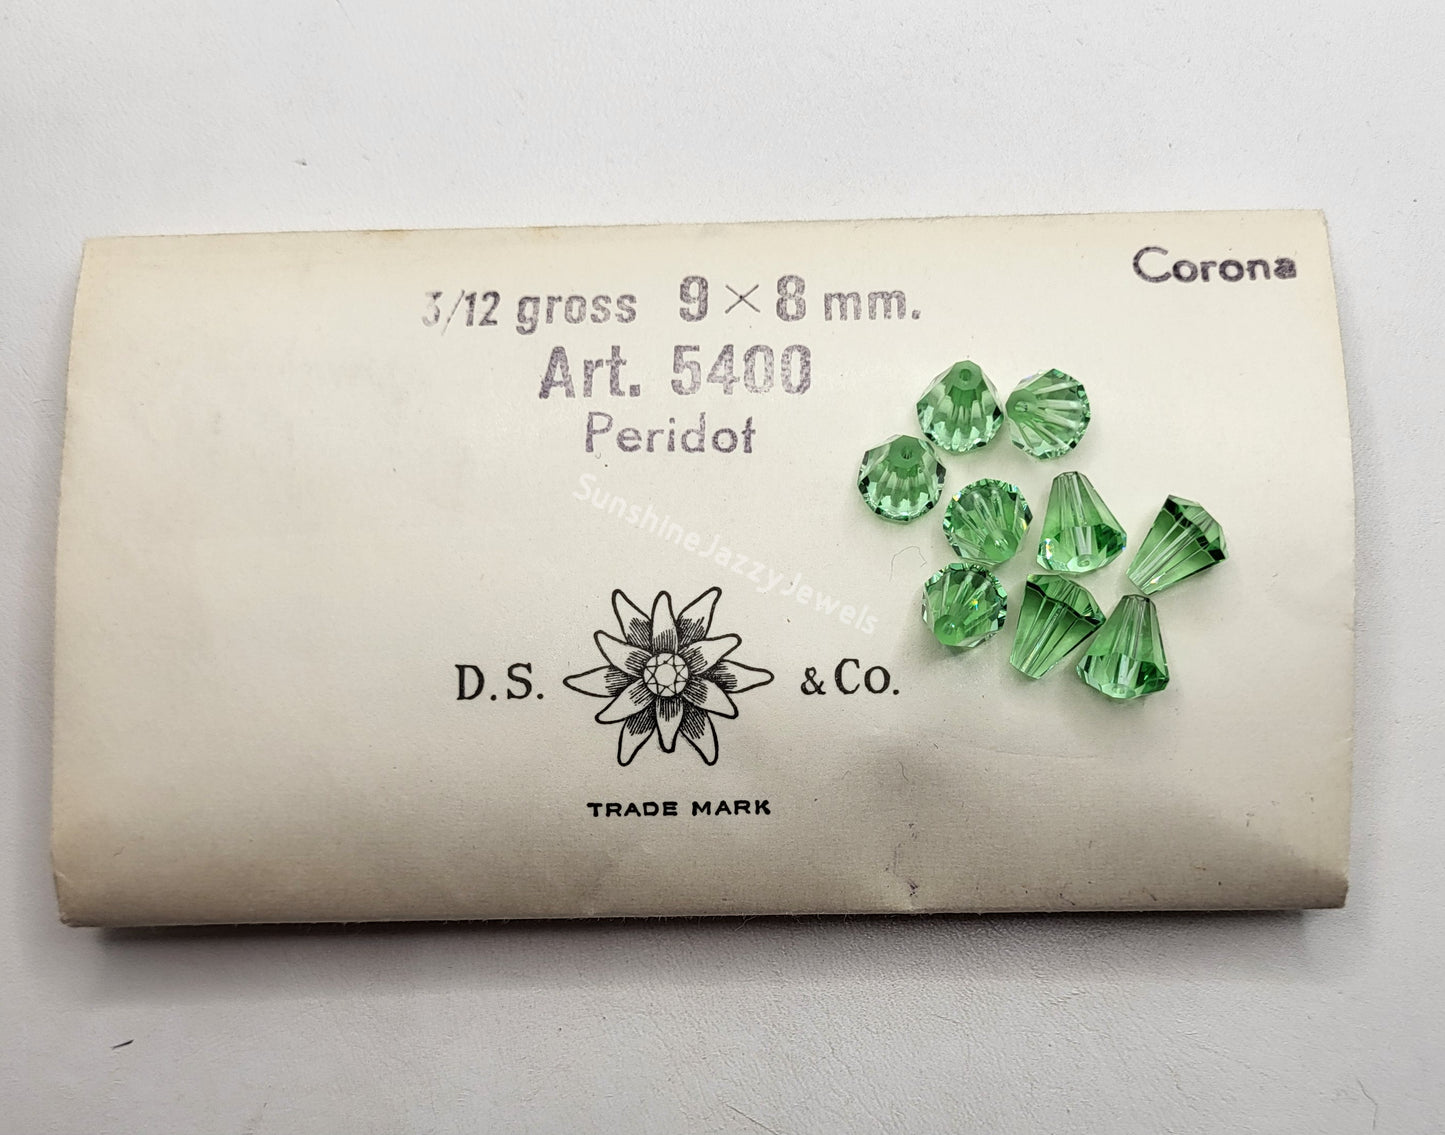 Corona
3/12 gross 9 × 8 mm.
Art. 5400
Peridot
SunshineJazzyJewels
D.S. & Co.
TRADE MARK